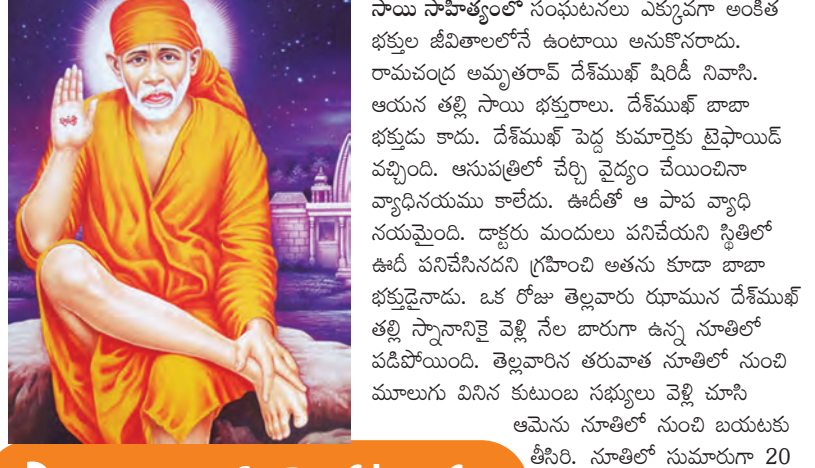 సాయి సాహిత్యంలో సంఘటనలు ఎక్కువగా అంకిత
భక్తుల జీవితాలలోనే ఉంటాయి అనుకొనరాదు.
రామచంద్ర అమృతరావ్ దేశ్‌ముఖ్ షిరిడీ నివాసి.
ఆయన తల్లి సాయి భక్తురాలు. దేశ్‌ముఖ్ బాబా
భక్తుడు కాదు. దేశ్‌ముఖ్ పెద్ద కుమార్తెకు టైఫాయిడ్
వచ్చింది. ఆసుపత్రిలో చేర్చి వైద్యం చేయించినా
వ్యాధినయము కాలేదు. ఊదీతో ఆ పాప వ్యాధి
నయమైంది. డాక్టరు మందులు పనిచేయని స్థితిలో
ఊదీ పనిచేసినదని గ్రహించి అతను కూడా బాబా
భక్తుడైనాడు. ఒక రోజు తెల్లవారు ఝామున దేశ్‌ముఖ్
తల్లి స్నానానికై వెళ్లి నేల బారుగా ఉన్న నూతిలో
పడిపోయింది. తెల్లవారిన తరువాత నూతిలో నుంచి
మూలుగు వినిన కుటుంబ సభ్యులు వెళ్లి చూసి
ఆమెను నూతిలో నుంచి బయటకు
తీసిరి. నూతిలో సుమారుగా 20